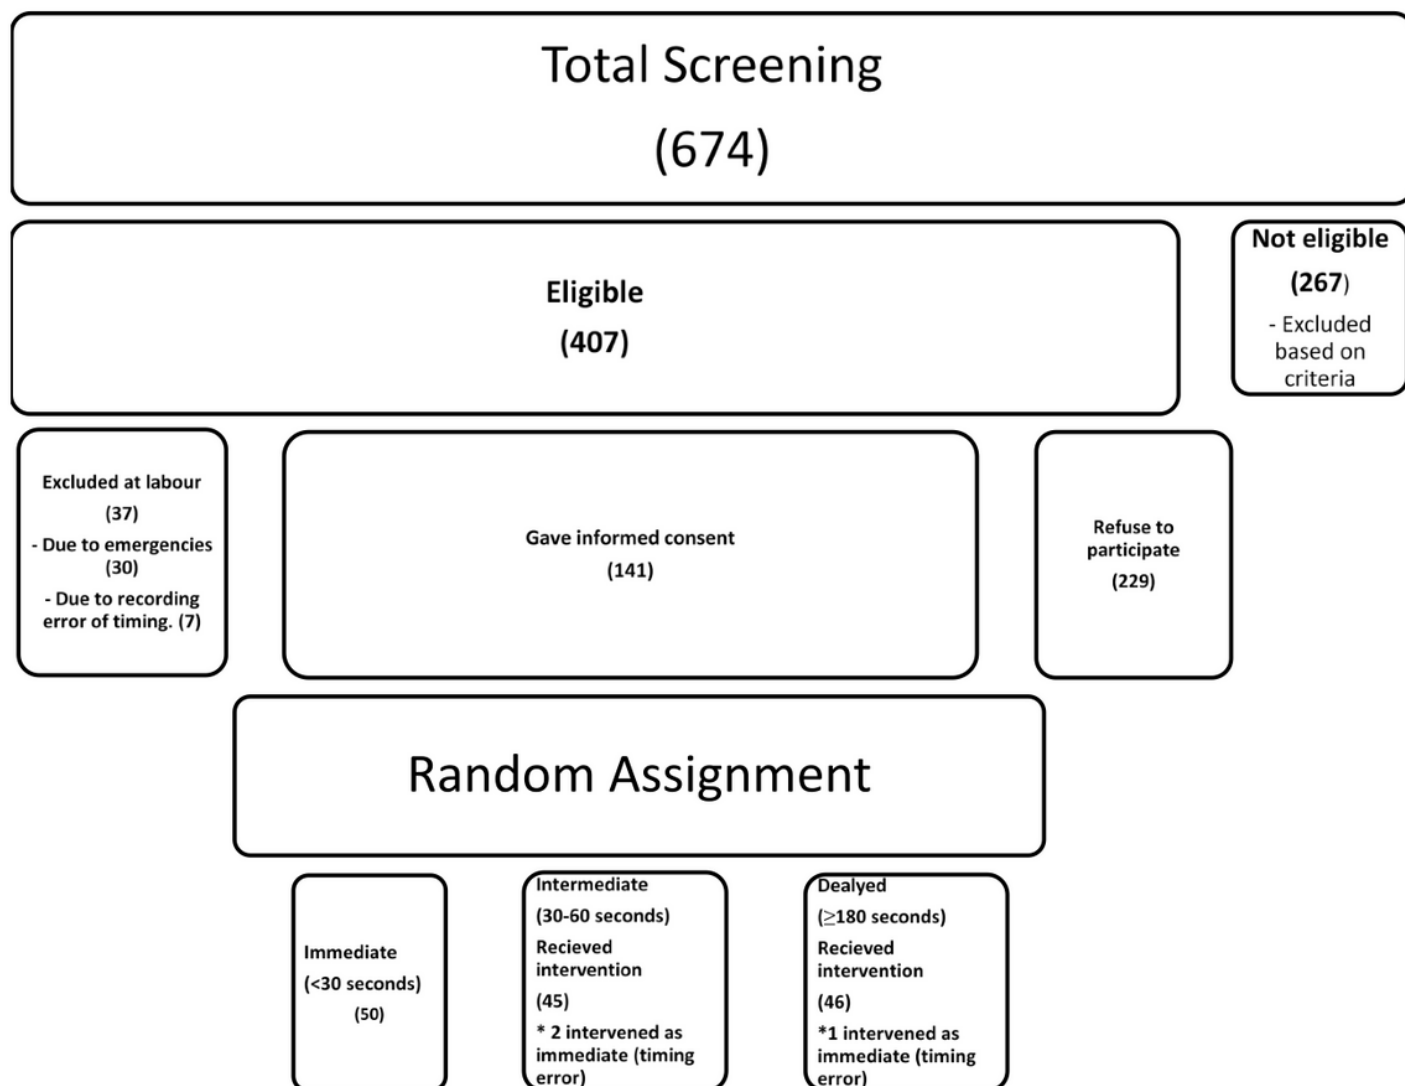 Total Screening
(674)
Eligible
(407)
Not eligible
(267)
- Excluded
based on
criteria
Excluded at labour
(37)
- Due to emergencies
(30)
- Due to recording
error of timing. (7)
Gave informed consent
(141)
Refuse to
participate
(229)
Random Assignment
Immediate
(<30 seconds)
(50)
Intermediate
(30-60 seconds)
Recieved
intervention
(45)
* 2 intervened as
immediate (timing
error)
Dealyed
(≥180 seconds)
Recieved
intervention
(46)
*1 intervened as
immediate (timing
error)